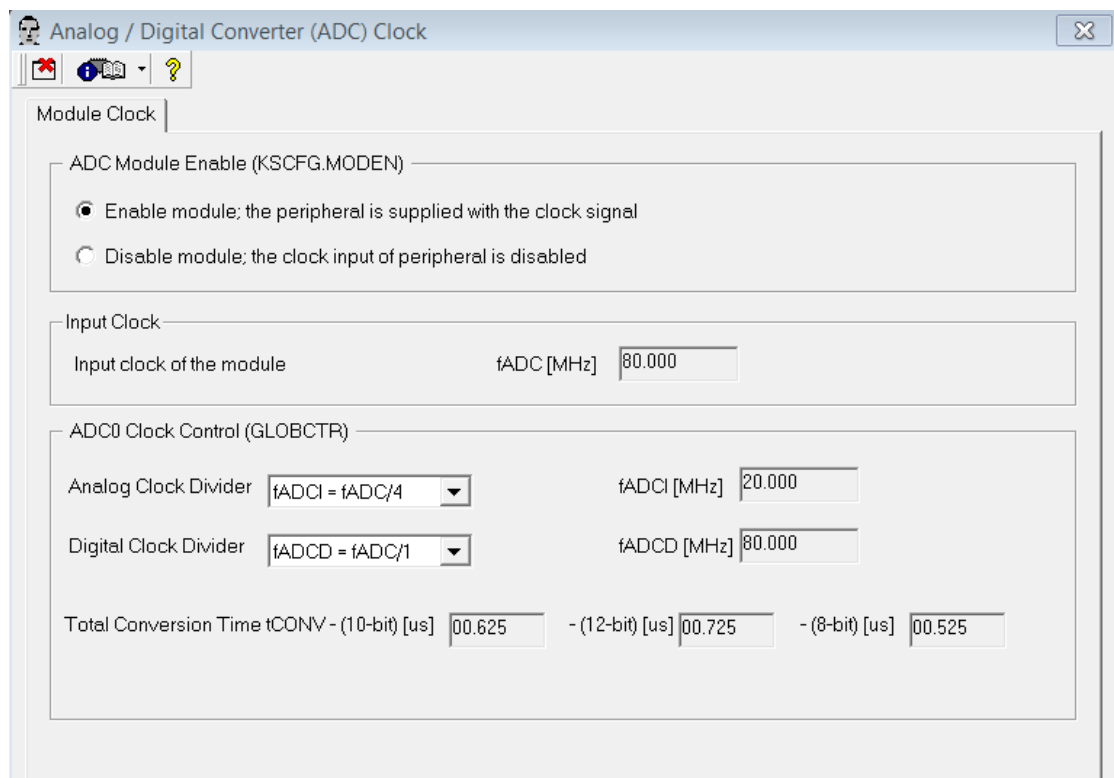 Analog / Digital Converter (ADC) Clock
Module Clock
ADC Module Enable (KSCFG.MODEN)
Enable module; the peripheral is supplied with the clock signal
Disable module; the clock input of peripheral is disabled
Input Clock
Input clock of the module fADC [MHz] 80.000
ADC0 Clock Control (GLOBCTR)
Analog Clock Divider fADCI = fADC/4 fADCI [MHz] 20.000
Digital Clock Divider fADCD = fADC/1 fADCD [MHz] 80.000
Total Conversion Time tCONV - (10-bit) [us] 00.625 - (12-bit) [us] 00.725 - (8-bit) [us] 00.525